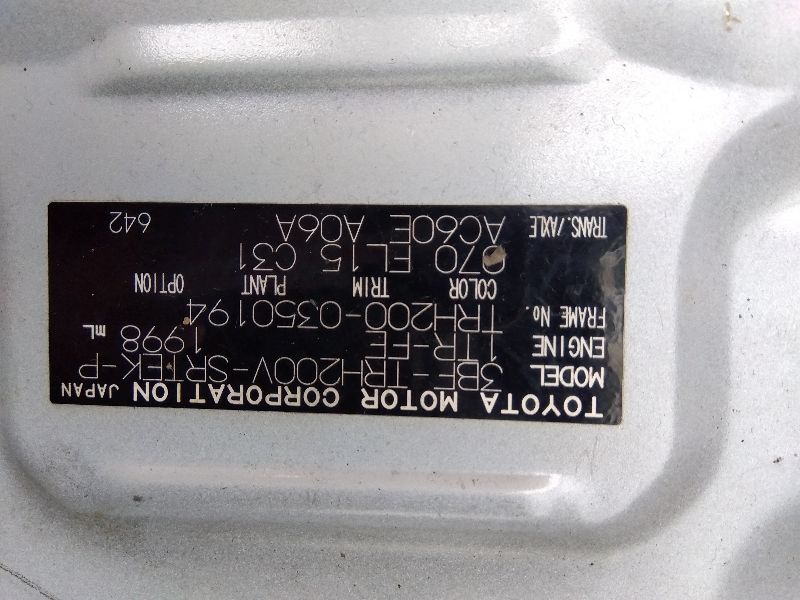 TOYOTA MOTOR CORPORATION JAPAN
MODEL 3BF-TRH200V-SRTEK-P
ENGINE 1TR-FE 1998 mL
FRAME No. TRH200-0350194
COLOR TRIM PLANT OPTION
070 EL15 C31
TRANS./AXLE AC60E A06A 642